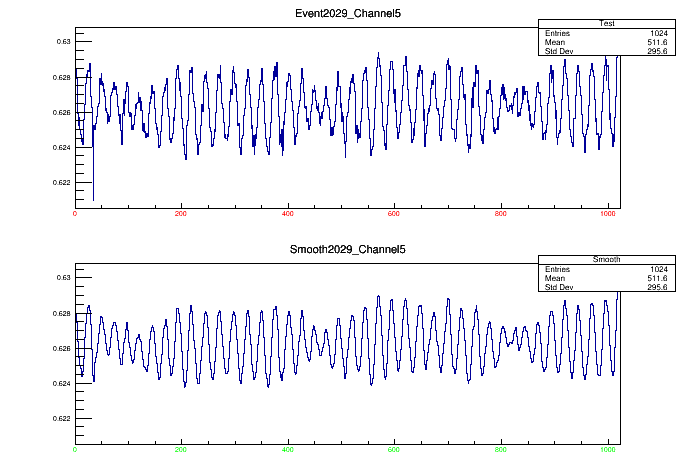 Event2029_Channel5
Test
Entries 1024
Mean 511.6
Std Dev 295.6
0.63
0.628
0.626
0.624
0.622
0 200 400 600 800 1000
Smooth2029_Channel5
Smooth
Entries 1024
Mean 511.6
Std Dev 295.6
0.63
0.628
0.626
0.624
0.622
0 200 400 600 800 1000